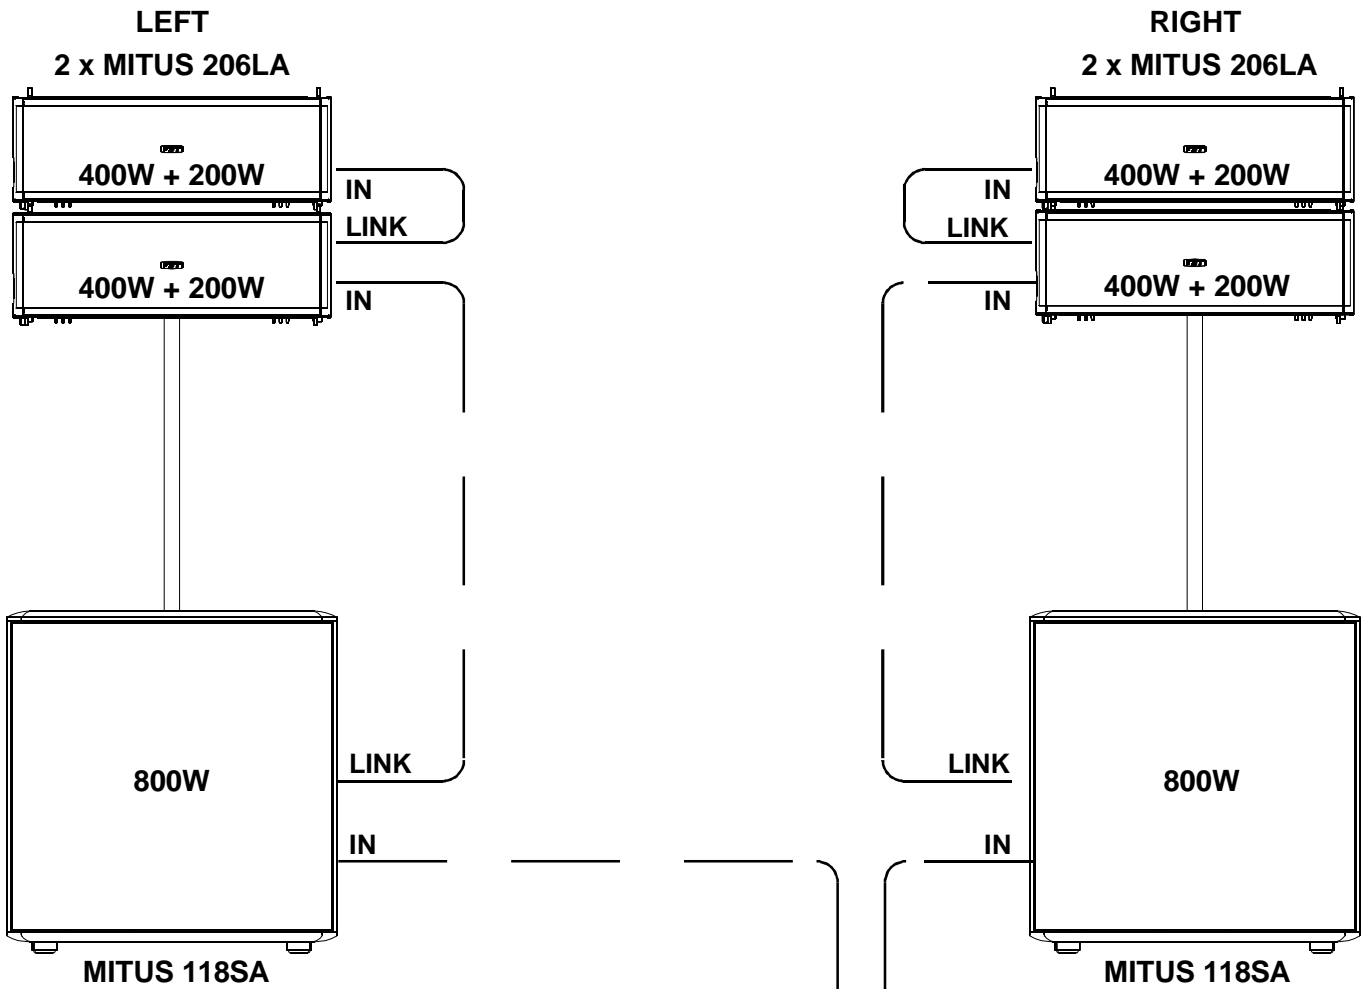 LEFT
2 x MITUS 206LA
400W + 200W
IN
LINK
400W + 200W
IN
LINK
800W
IN
MITUS 118SA
RIGHT
2 x MITUS 206LA
400W + 200W
IN
LINK
400W + 200W
IN
LINK
800W
IN
MITUS 118SA